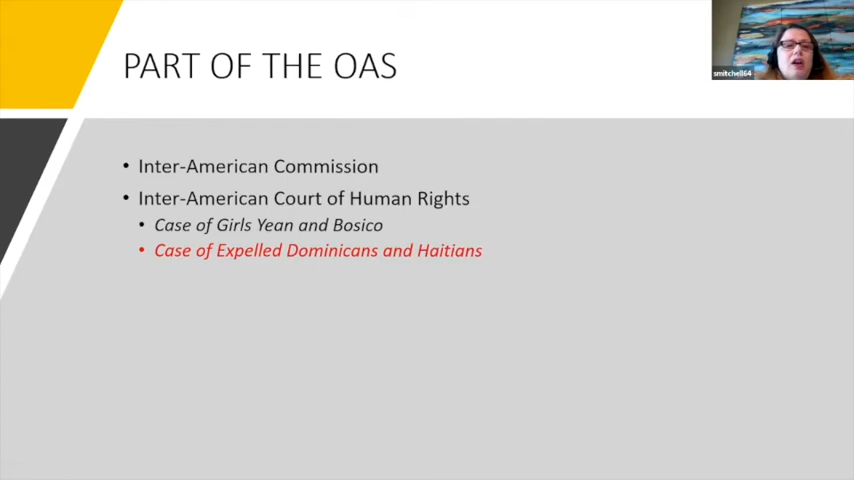 smitchell64
PART OF THE OAS
• Inter-American Commission
• Inter-American Court of Human Rights
• Case of Girls Yean and Bosico
• Case of Expelled Dominicans and Haitians